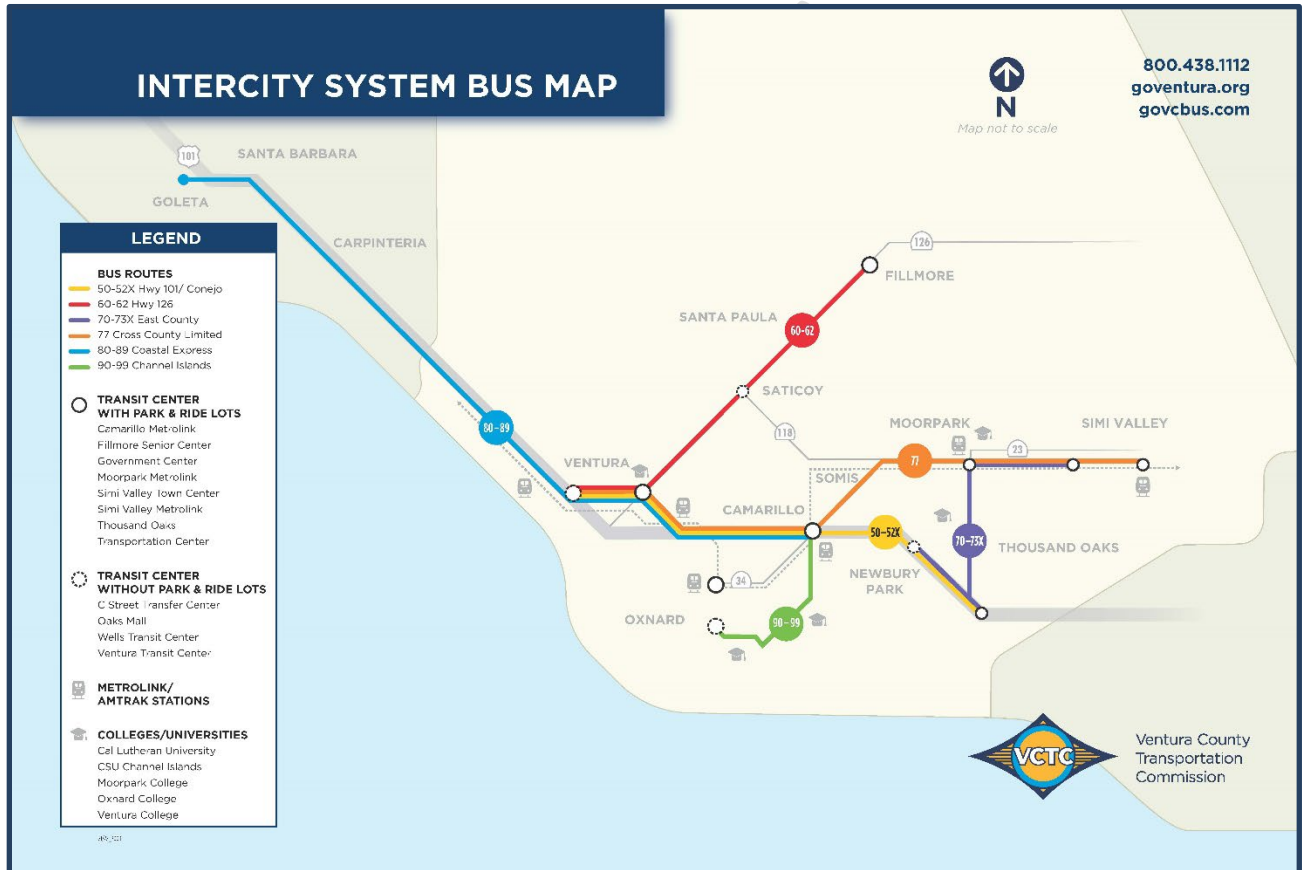 INTERCITY SYSTEM BUS MAP
N
Map not to scale
800.438.1112
goventura.org
govcbus.com
101
SANTA BARBARA
GOLETA
CARPINTERIA
LEGEND
BUS ROUTES
50-52X Hwy 101/ Conejo
60-62 Hwy 126
70-73X East County
77 Cross County Limited
80-89 Coastal Express
90-99 Channel Islands
TRANSIT CENTER
WITH PARK & RIDE LOTS
Camarillo Metrolink
Fillmore Senior Center
Government Center
Moorpark Metrolink
Simi Valley Town Center
Simi Valley Metrolink
Thousand Oaks
Transportation Center
TRANSIT CENTER
WITHOUT PARK & RIDE LOTS
C Street Transfer Center
Oaks Mall
Wells Transit Center
Ventura Transit Center
METROLINK/
AMTRAK STATIONS
COLLEGES/UNIVERSITIES
Cal Lutheran University
CSU Channel Islands
Moorpark College
Oxnard College
Ventura College
126
FILLMORE
SANTA PAULA
60-62
SATICOY
118
80-89
VENTURA
MOORPARK
SIMI VALLEY
77
23
SOMIS
CAMARILLO
50-52X
70-73X
THOUSAND OAKS
NEWBURY
PARK
34
OXNARD
90-99
VCTC
Ventura County
Transportation
Commission